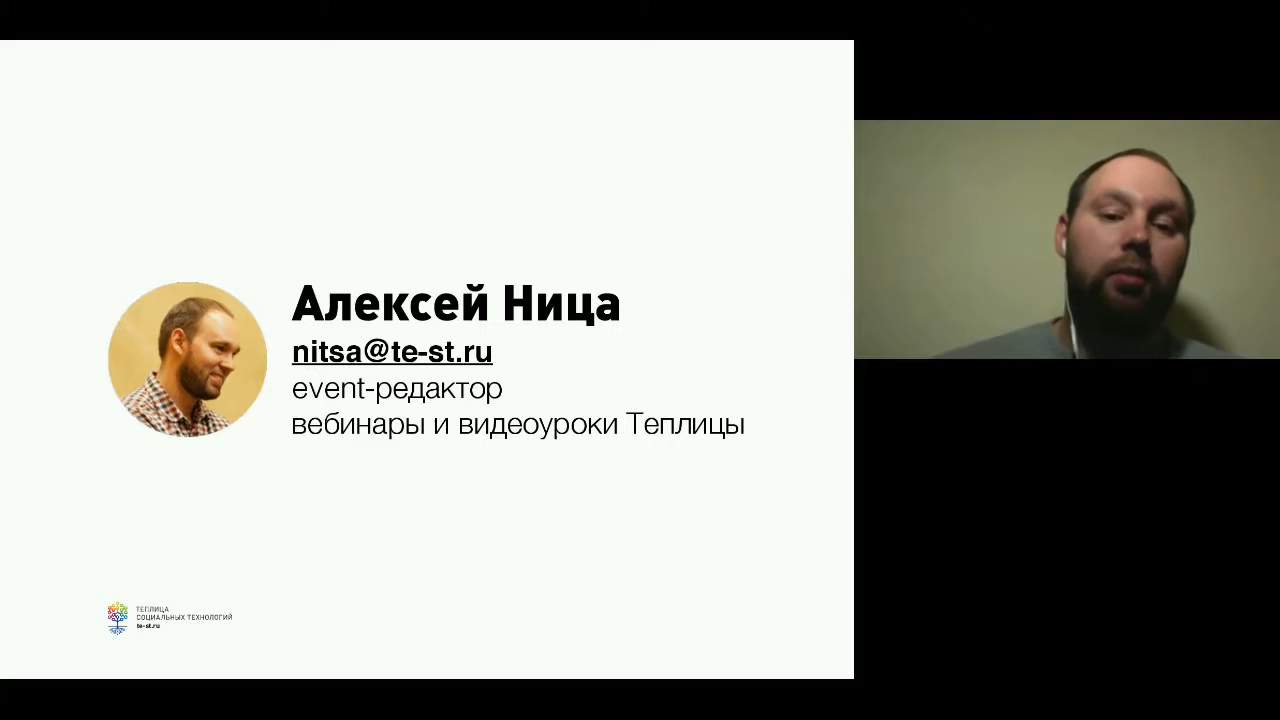 Алексей Ница
nitsa@te-st.ru
event-редактор
вебинары и видеоуроки Теплицы
ТЕПЛИЦА
СОЦИАЛЬНЫХ ТЕХНОЛОГИЙ
te-st.ru